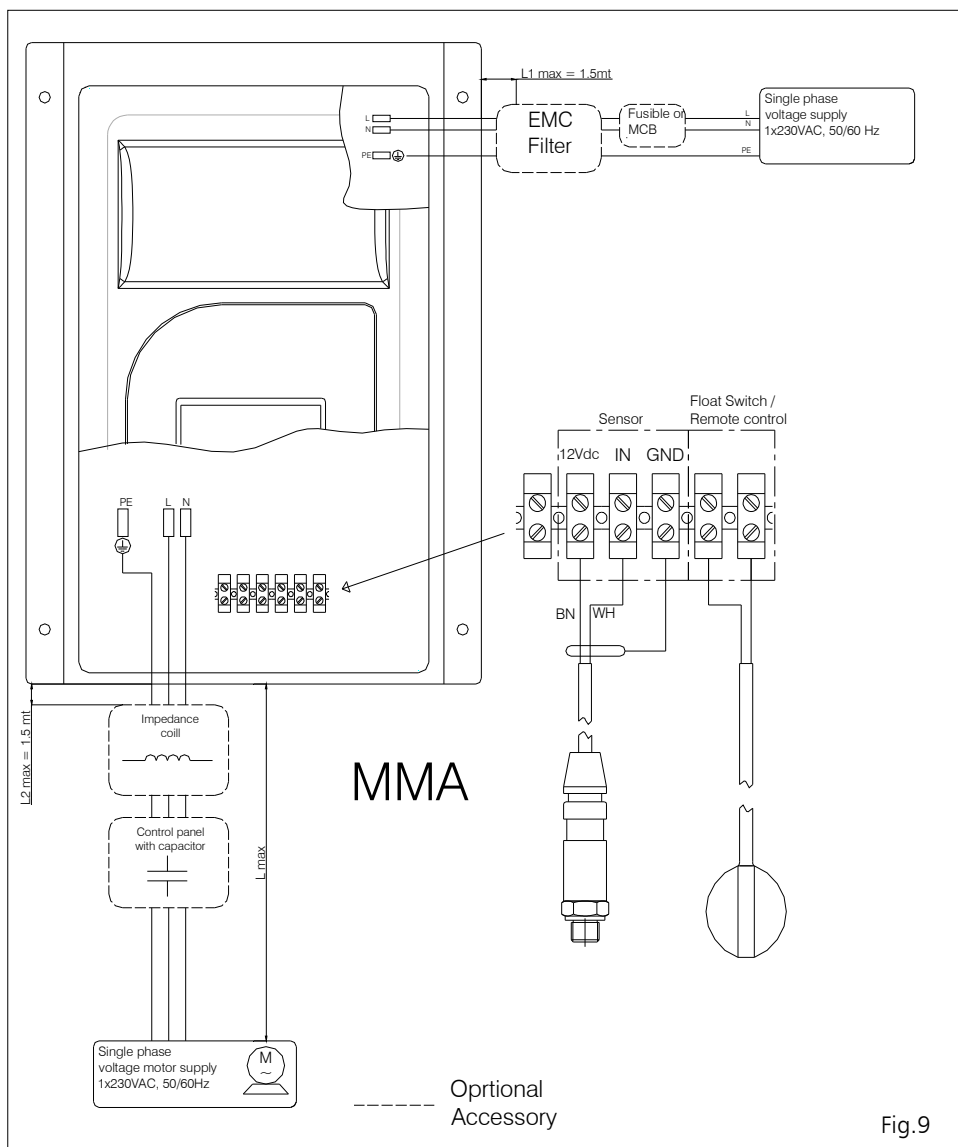 L1 max = 1.5mt
L
N
PE
EMC
Filter
Fusible or
MCB
L
N
PE
Single phase
voltage supply
1x230VAC, 50/60 Hz
Float Switch /
Remote control
Sensor
12Vdc IN GND
BN WH
PE L N
L2 max = 1.5 mt
Impedance
coill
Control panel
with capacitor
L max
MMA
Single phase
voltage motor supply
1x230VAC, 50/60Hz
M
~
Oprtional
Accessory
Fig.9